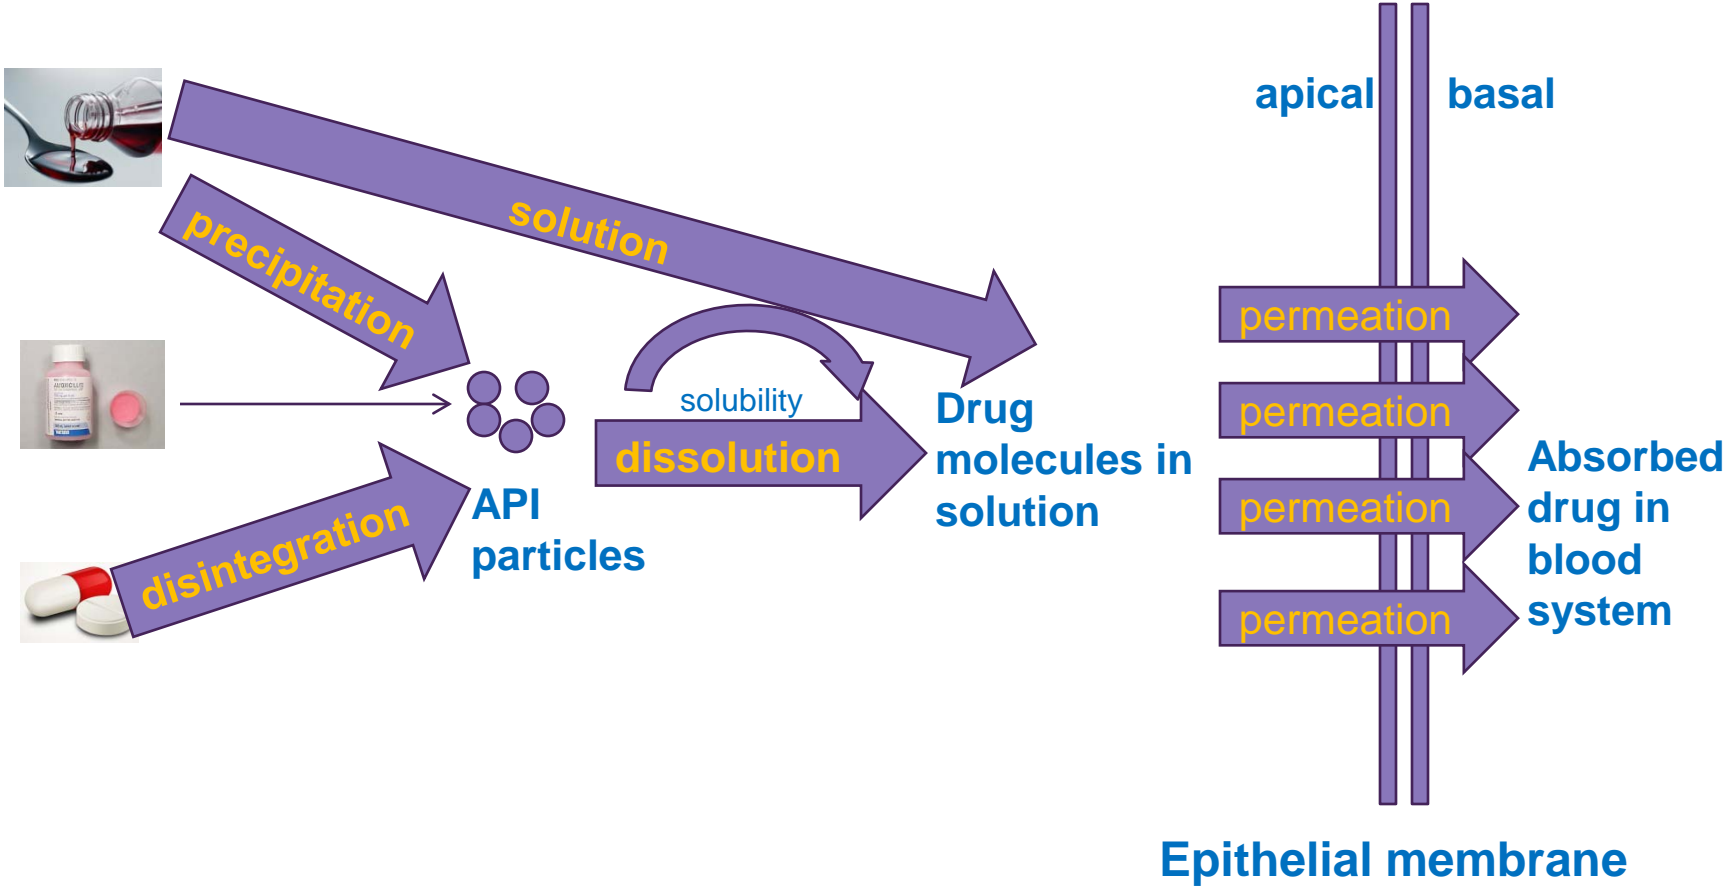 apical
basal
solution
precipitation
permeation
solubility
permeation
Drug
molecules in
solution
dissolution
Absorbed
drug in
blood
system
API
particles
permeation
disintegration
permeation
Epithelial membrane